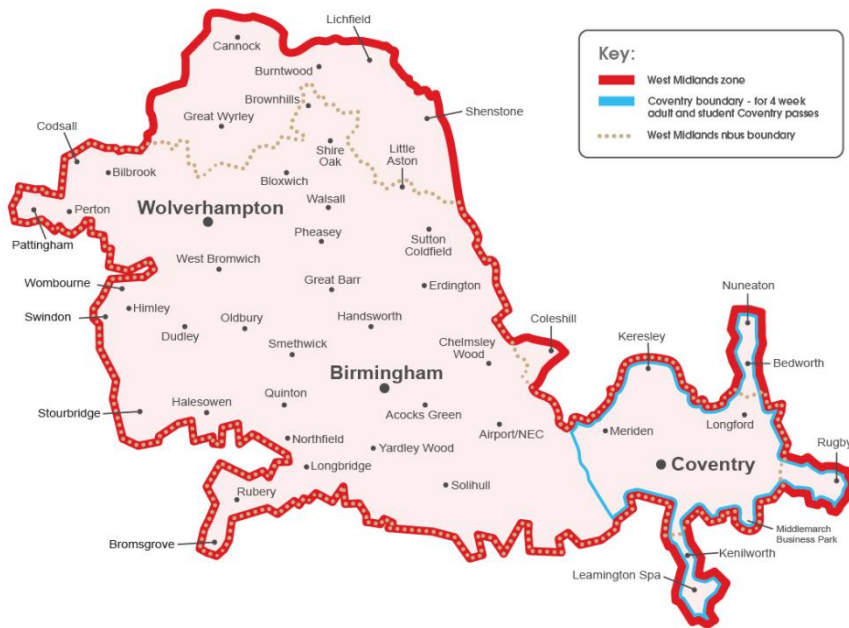 Key:
West Midlands zone
Coventry boundary - for 4 week
adult and student Coventry passes
West Midlands nbus boundary
Lichfield
Cannock
Burntwood
Brownhills
Shenstone
Great Wyrley
Codsall
Shire
Oak
Little
Aston
Bilbrook
Bloxwich
Walsall
Wolverhampton
Perton
Pattingham
Pheasey
Sutton
Coldfield
West Bromwich
Wombourne
Great Barr
Erdington
Nuneaton
Himley
Swindon
Oldbury
Handsworth
Dudley
Coleshill
Keresley
Chelmsley
Wood
Smethwick
Bedworth
Birmingham
Quinton
Halesowen
Stourbridge
Acocks Green
Airport/NEC
Longford
Meriden
Northfield
Yardley Wood
Rugby
Coventry
Longbridge
Solihull
Rubery
Middlemarch
Business Park
Bromsgrove
Kenilworth
Leamington Spa